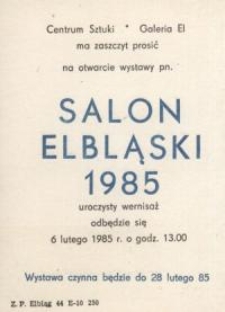 Centrum Sztuki * Galeria El
ma zaszczyt prosić
na otwarcie wystawy pn.
SALON
ELBLĄSKI
1985
uroczysty wernisaż
odbędzie się
6 lutego 1985 r. o godz. 13.00
Wystawa czynna będzie do 28 lutego 85
Z. P. Elbląg 44 E-10 250